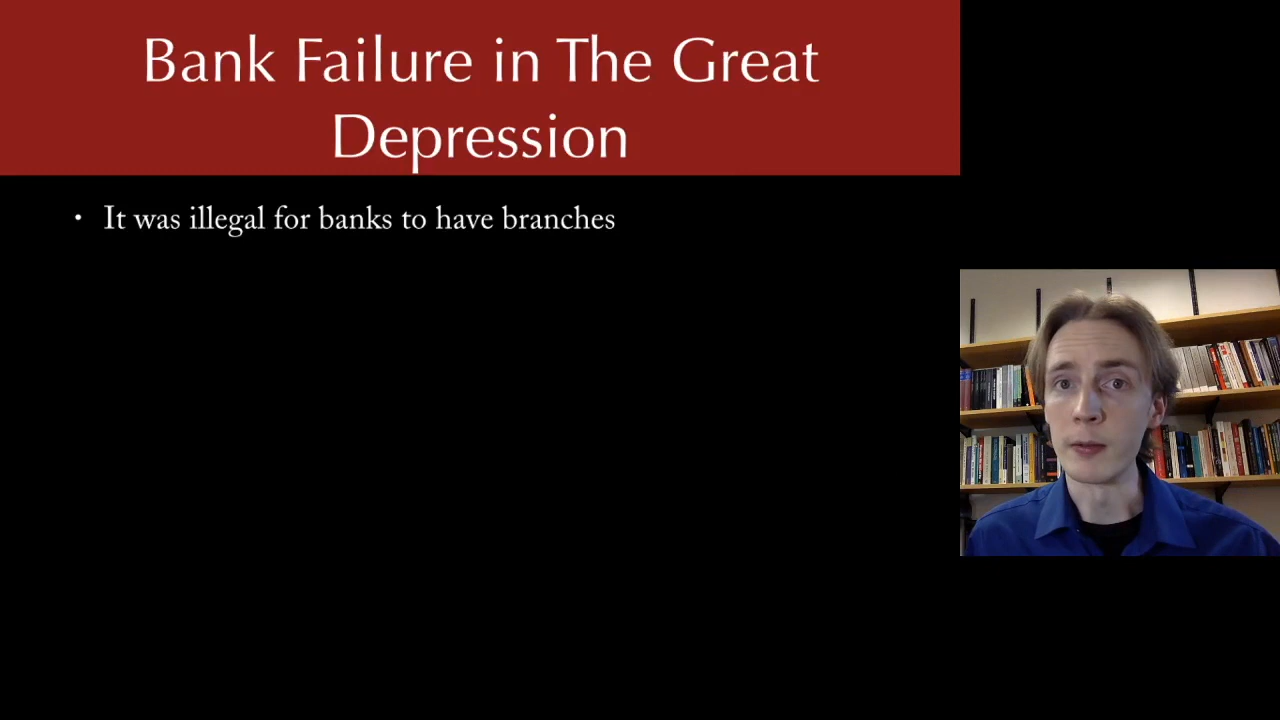 Bank Failure in The Great
Depression
• It was illegal for banks to have branches